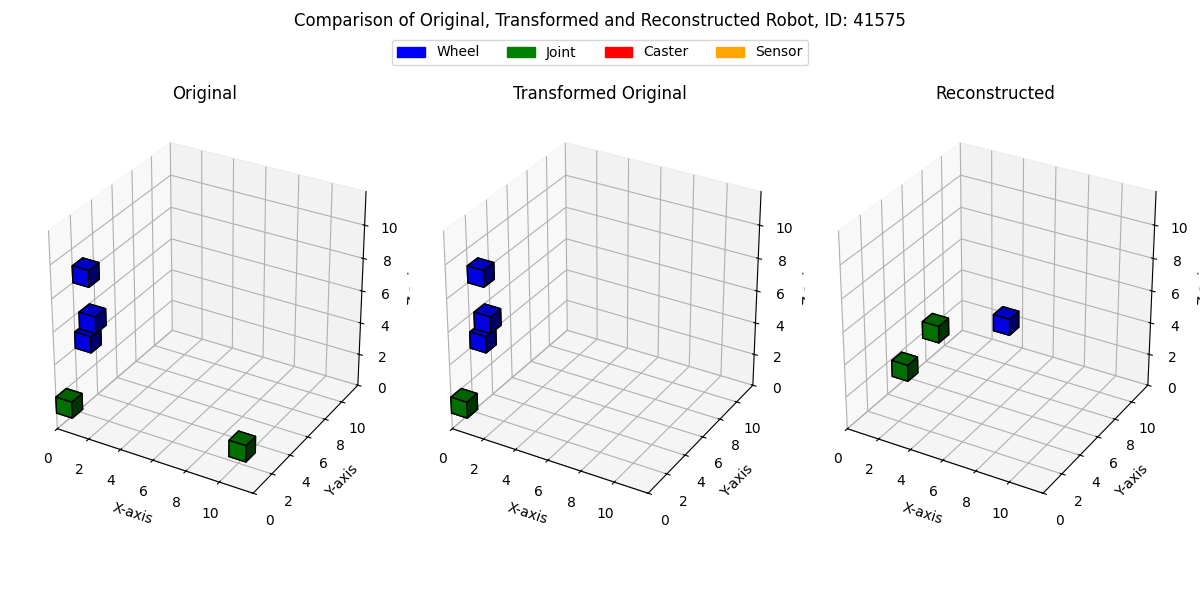 Comparison of Original, Transformed and Reconstructed Robot, ID: 41575
Wheel Joint Caster Sensor
Original
Transformed Original
Reconstructed
10
8
6
4
2
0
0 2 4 6 8 10
X-axis
0 2 4 6 8 10
Y-axis
10
8
6
4
2
0
0 2 4 6 8 10
X-axis
0 2 4 6 8 10
Y-axis
10
8
6
4
2
0
0 2 4 6 8 10
X-axis
0 2 4 6 8 10
Y-axis